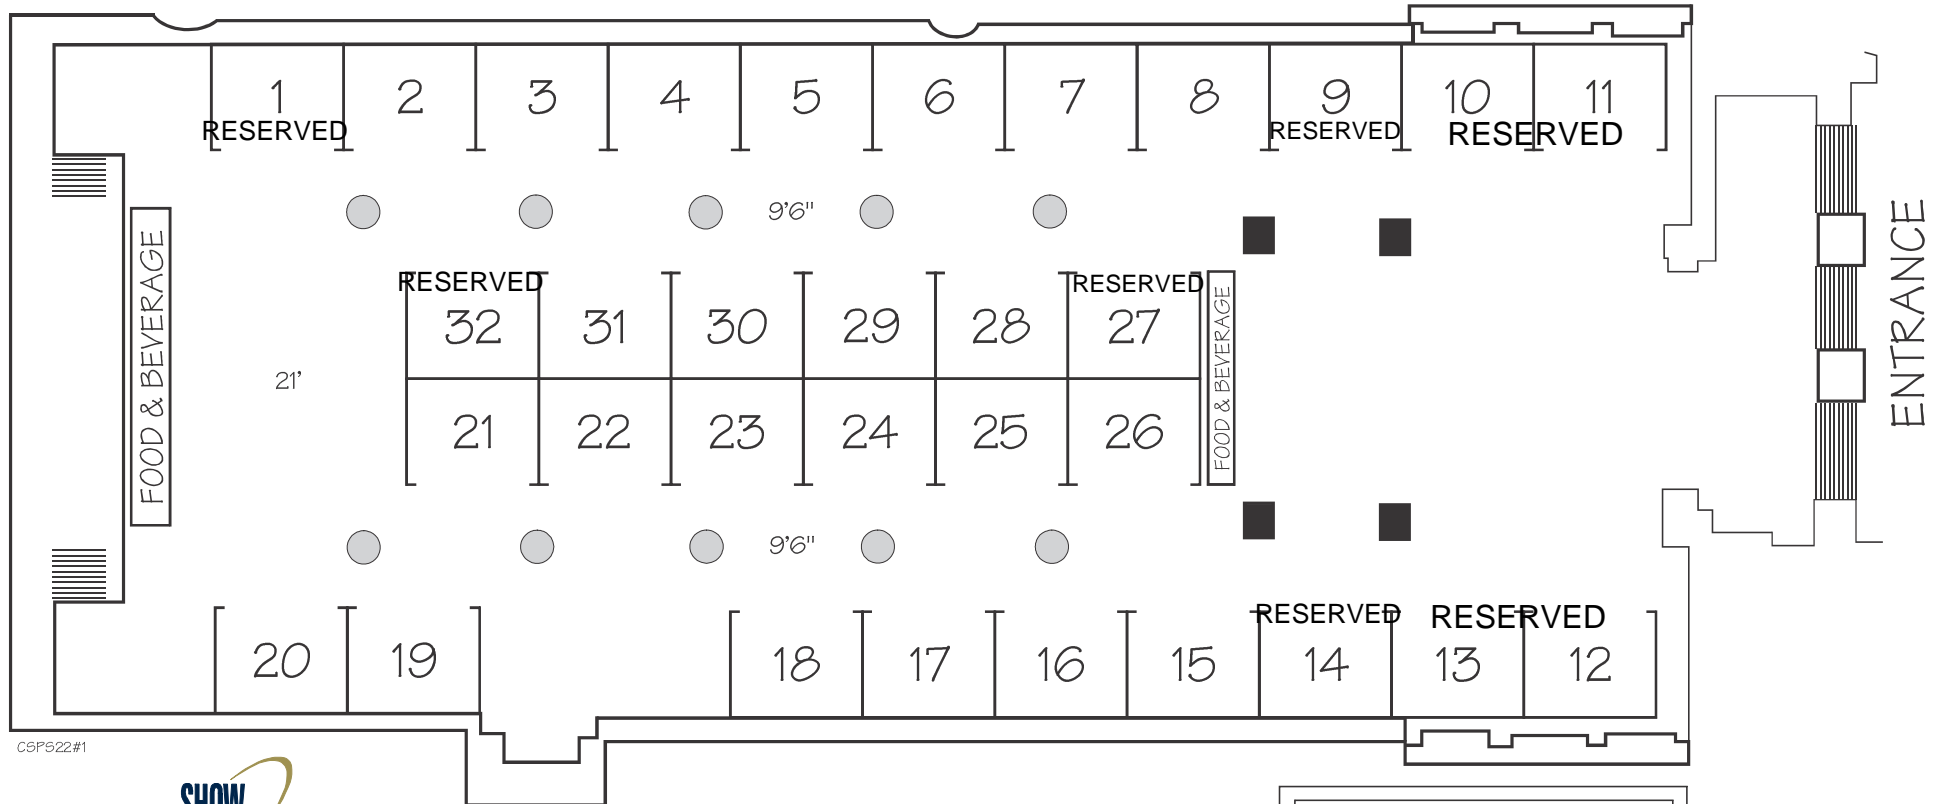 1 2 3 4 5 6 7 8 9 10 11
RESERVED RESERVED RESERVED
9'6"
RESERVED RESERVED
32 31 30 29 28 27
FOOD & BEVERAGE
21'
FOOD & BEVERAGE
ENTRANCE
21 22 23 24 25 26
9'6"
RESERVED RESERVED
20 19 18 17 16 15 14 13 12
CSPS22#1
SHOW